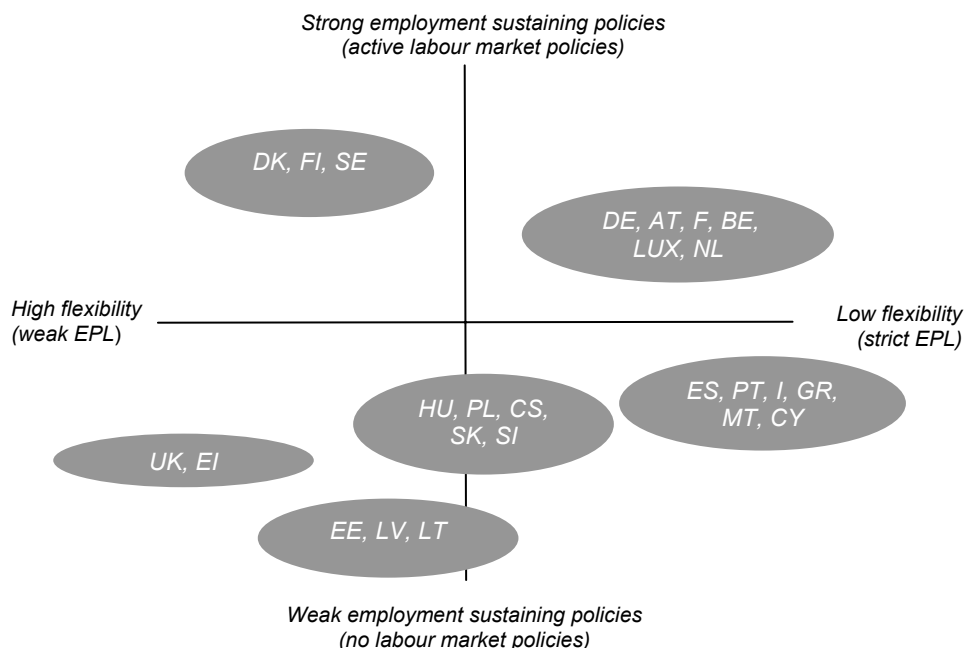 Strong employment sustaining policies
(active labour market policies)
DK, FI, SE
DE, AT, F, BE,
LUX, NL
High flexibility
(weak EPL)
Low flexibility
(strict EPL)
ES, PT, I, GR,
MT, CY
HU, PL, CS,
SK, SI
UK, EI
EE, LV, LT
Weak employment sustaining policies
(no labour market policies)